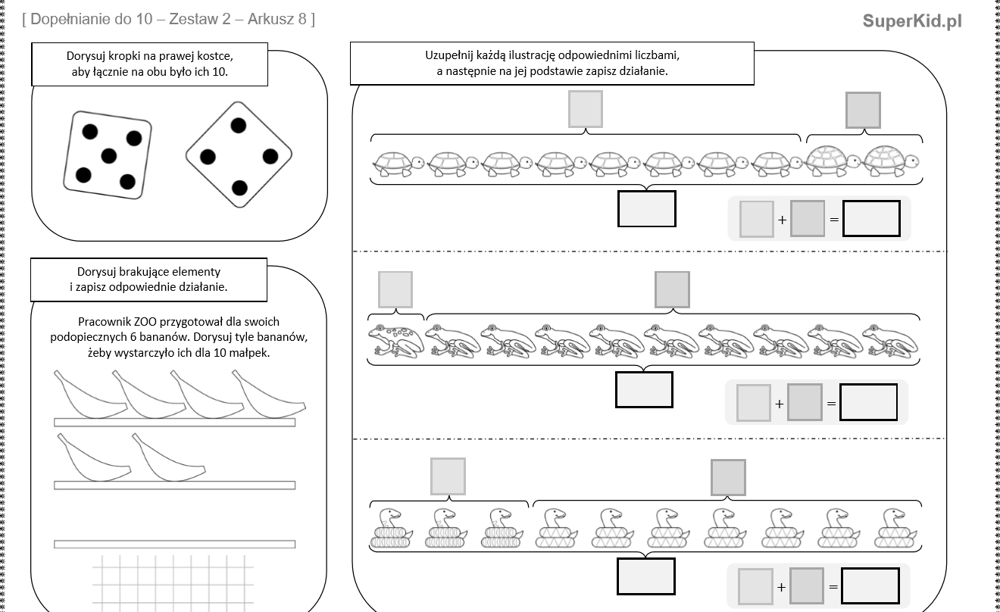 [ Dopełnianie do 10 – Zestaw 2 – Arkusz 8 ]
SuperKid.pl
Dorysuj kropki na prawej kostce,
aby łącznie na obu było ich 10.
Dorysuj brakujące elementy
i zapisz odpowiednie działanie.
Pracownik ZOO przygotował dla swoich
podopiecznych 6 bananów. Dorysuj tyle bananów,
żeby wystarczyło ich dla 10 małpek.
Uzupełnij każdą ilustrację odpowiednimi liczbami,
a następnie na jej podstawie zapisz działanie.
+ =
+ =
+ =